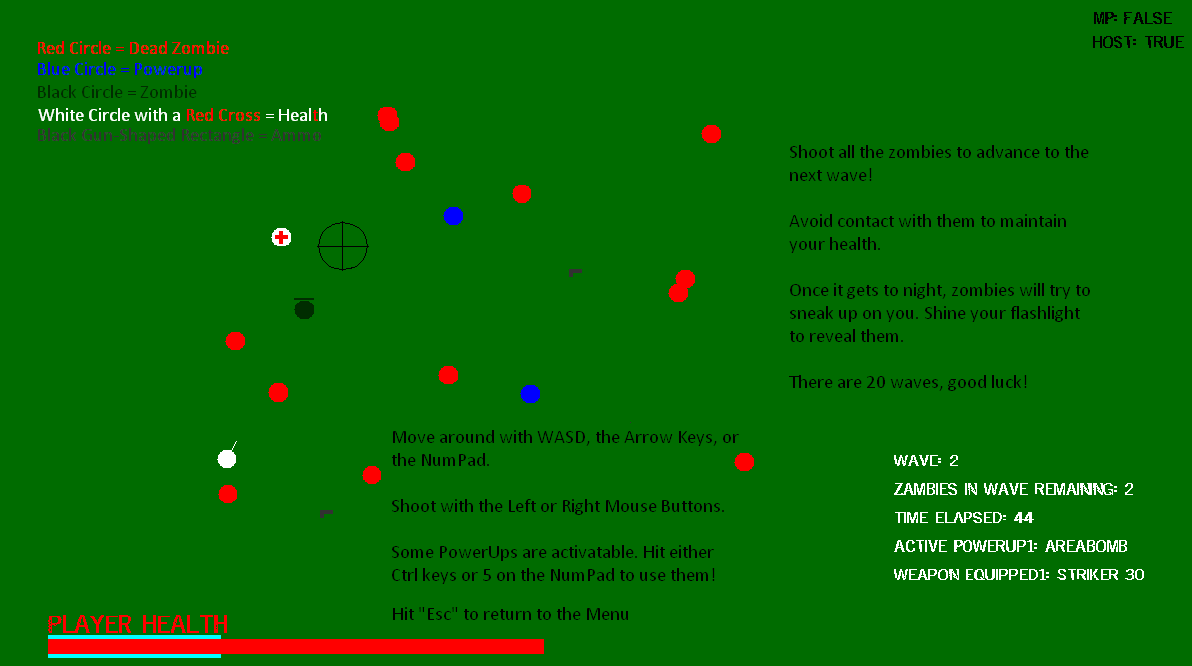 MP: FALSE
HOST: TRUE
Red Circle = Dead Zombie
Blue Circle = Powerup
Black Circle = Zombie
White Circle with a Red Cross = Health
Black Gun-Shaped Rectangle = Ammo
Shoot all the zombies to advance to the
next wave!
Avoid contact with them to maintain
your health.
Once it gets to night, zombies will try to
sneak up on you. Shine your flashlight
to reveal them.
There are 20 waves, good luck!
Move around with WASD, the Arrow Keys, or
the NumPad.
Shoot with the Left or Right Mouse Buttons.
Some PowerUps are activatable. Hit either
Ctrl keys or 5 on the NumPad to use them!
Hit "Esc" to return to the Menu
WAVE: 2
ZAMBIES IN WAVE REMAINING: 2
TIME ELAPSED: 44
ACTIVE POWERUP1: AREABOMB
WEAPON EQUIPPED1: STRIKER 30
PLAYER HEALTH